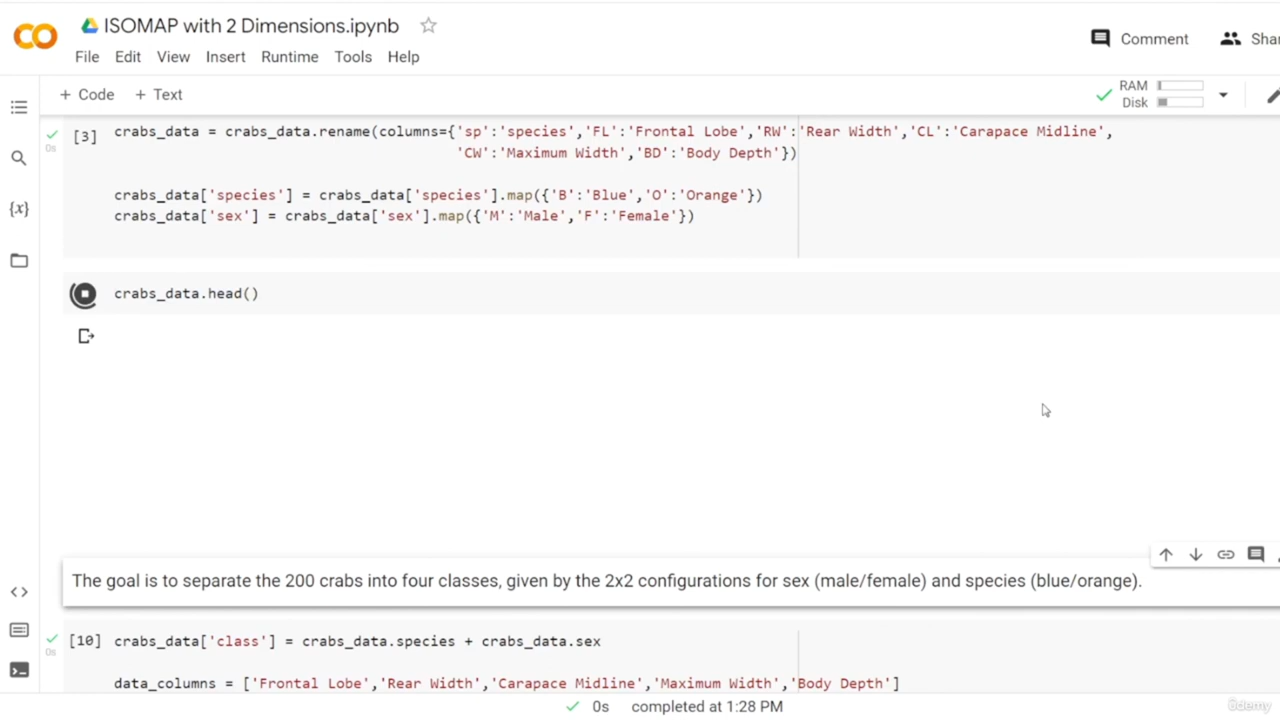 ISOMAP with 2 Dimensions.ipynb
File Edit View Insert Runtime Tools Help
Comment
+ Code + Text
RAM
Disk
[3] crabs_data = crabs_data.rename(columns={'sp':'species','FL':'Frontal Lobe','RW':'Rear Width','CL':'Carapace Midline',
'CW':'Maximum Width','BD':'Body Depth'})
0s
crabs_data['species'] = crabs_data['species'].map({'B':'Blue','O':'Orange'})
crabs_data['sex'] = crabs_data['sex'].map({'M':'Male','F':'Female'})
{x}
crabs_data.head()
The goal is to separate the 200 crabs into four classes, given by the 2x2 configurations for sex (male/female) and species (blue/orange).
[10] crabs_data['class'] = crabs_data.species + crabs_data.sex
0s
data_columns = ['Frontal Lobe','Rear Width','Carapace Midline','Maximum Width','Body Depth']
0s completed at 1:28 PM
ûdemy